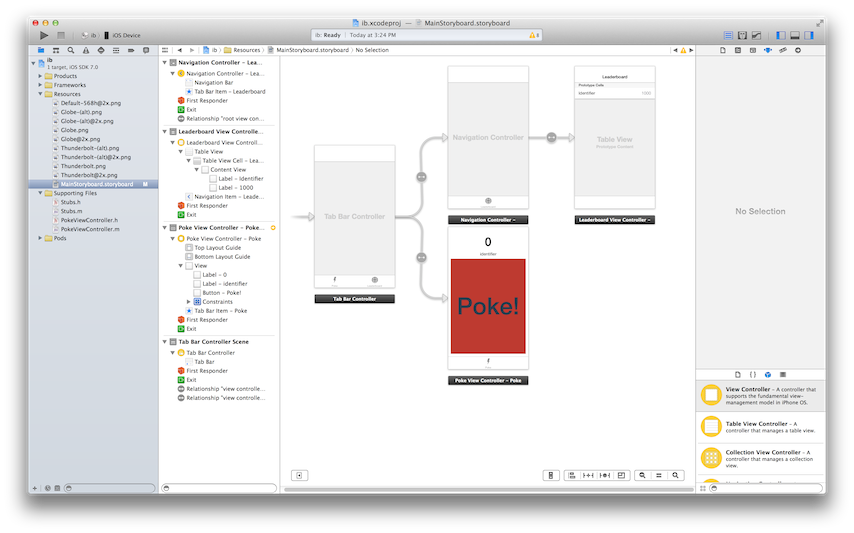 ib.xcodeproj — MainStoryboard.storyboard
ib
iOS Device
ib: Ready | Today at 3:24 PM
ib
Resources
MainStoryboard.storyboard
No Selection
ib
1 target, iOS SDK 7.0
Products
Frameworks
Resources
Default-568h@2x.png
Globe-(alt).png
Globe-(alt)@2x.png
Globe.png
Globe@2x.png
Thunderbolt-(alt).png
Thunderbolt-(alt)@2x.png
Thunderbolt.png
Thunderbolt@2x.png
MainStoryboard.storyboard M
Supporting Files
Stubs.h
Stubs.m
PokeViewController.h
PokeViewController.m
Pods
Navigation Controller – Lea...
Navigation Controller – Lea...
Navigation Bar
Tab Bar Item – Leaderboard
First Responder
Exit
Relationship "root view con...
Leaderboard View Controlle...
Leaderboard View Controll...
Table View
Table View Cell – Lea...
Content View
Label – Identifier
Label – 1000
Navigation Item – Leade...
First Responder
Exit
Poke View Controller – Poke
Poke View Controller – Poke
Top Layout Guide
Bottom Layout Guide
View
Label – 0
Label – Identifier
Button – Poke!
Constraints
Tab Bar Item – Poke
First Responder
Exit
Tab Bar Controller Scene
Tab Bar Controller
Tab Bar
First Responder
Exit
Relationship "view controlle...
Relationship "view controlle...
Tab Bar Controller
Tab Bar Controller
Navigation Controller
Navigation Controller –
Leaderboard
Prototype Cells
Identifier 1000
Table View
Prototype Content
Leaderboard View Controller –
0
Identifier
Poke!
Poke View Controller – Poke
No Selection
View Controller – A controller that
supports the fundamental view-
management model in iPhone OS.
Table View Controller – A
controller that manages a table view.
Collection View Controller – A
controller that manages a collection
view.